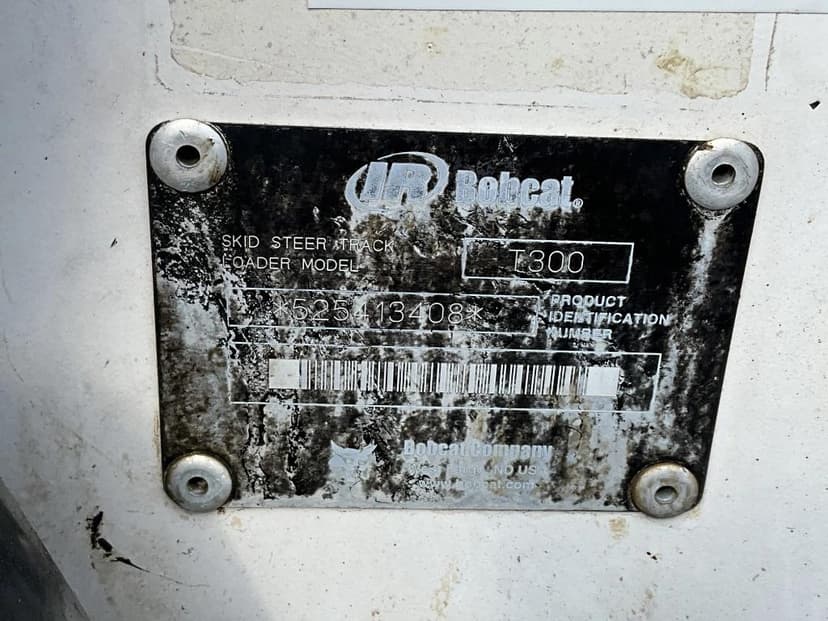 IR Bobcat®
SKID STEER TRACK
LOADER MODEL
T300
*525413408*
PRODUCT
IDENTIFICATION
NUMBER
Bobcat Company
ND US
www.bobcat.com